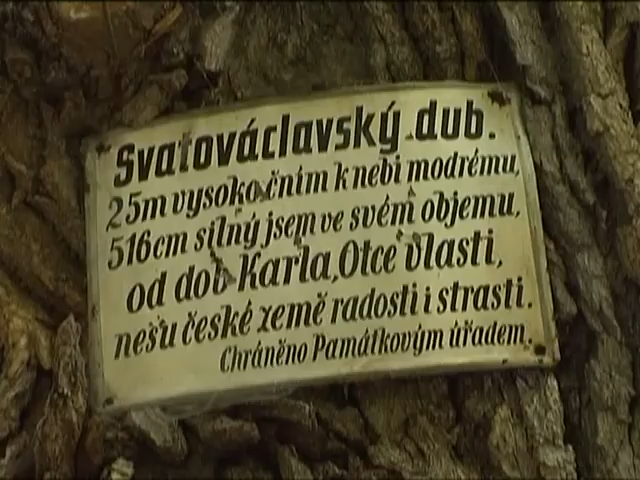 Svatováclavský dub.
25m vysoko čním k nebi modrému,
516cm silný jsem ve svém objemu,
od dob Karla, Otce vlasti,
nesu české země radosti i strasti.
Chráněno Památkovým úřadem.